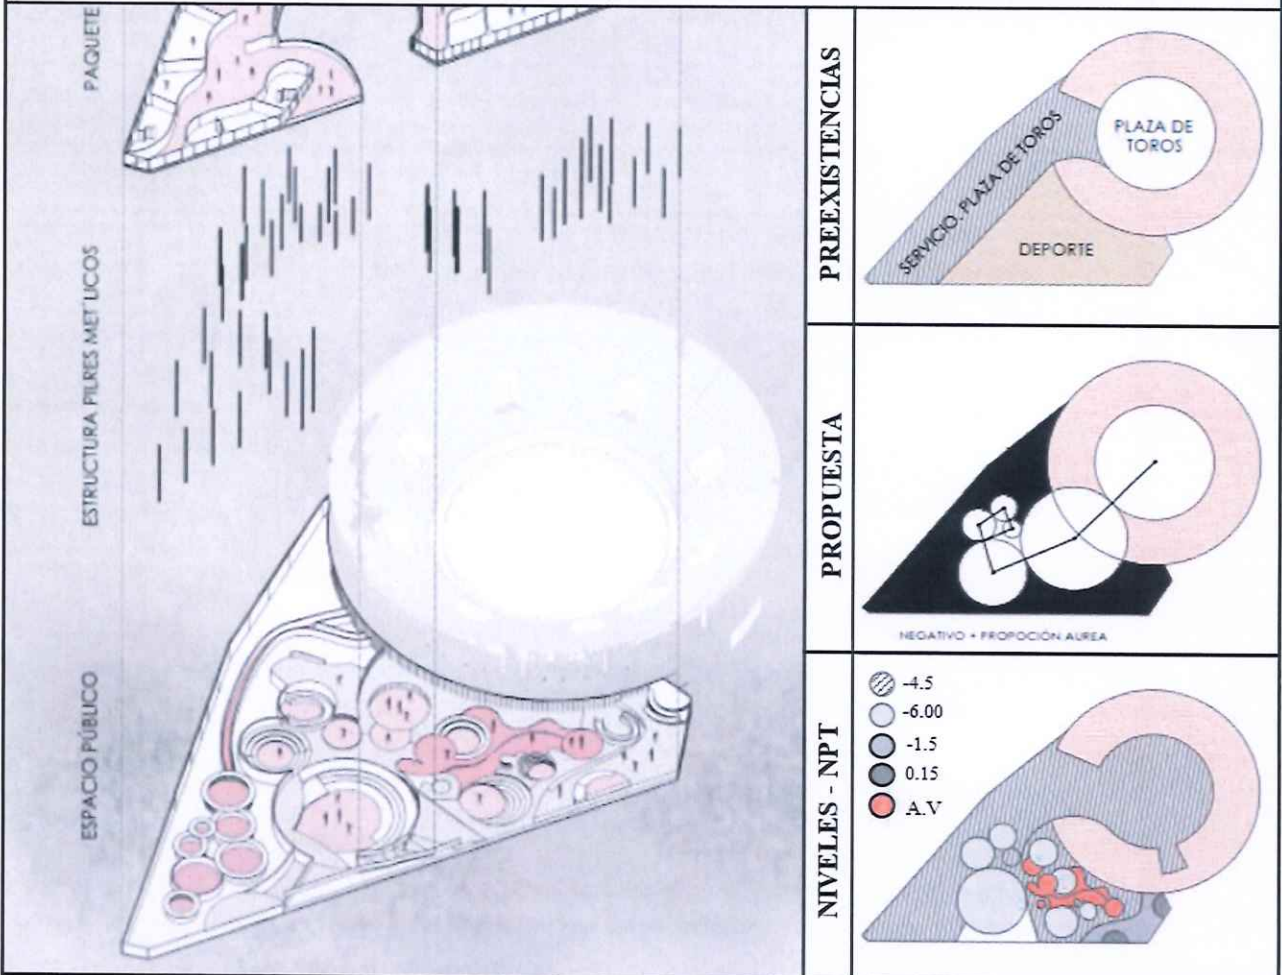 PAQUETE
ESTRUCTURA PILRES MET LICOS
ESPACIO PÚBLICO
PREEXISTENCIAS
PLAZA DE
TOROS
SERVICIO. PLAZA DE TOROS
DEPORTE
PROPUESTA
NEGATIVO + PROPOCIÓN AUREA
NIVELES - NPT
-4.5
-6.00
-1.5
0.15
A.V